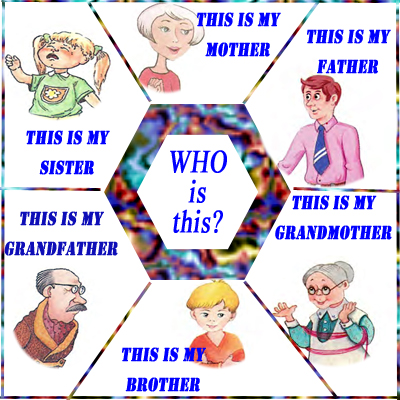 THIS IS MY
MOTHER
THIS IS MY
FATHER
THIS IS MY
SISTER
WHO
is
this?
THIS IS MY
GRANDFATHER
THIS IS MY
GRANDMOTHER
THIS IS MY
BROTHER